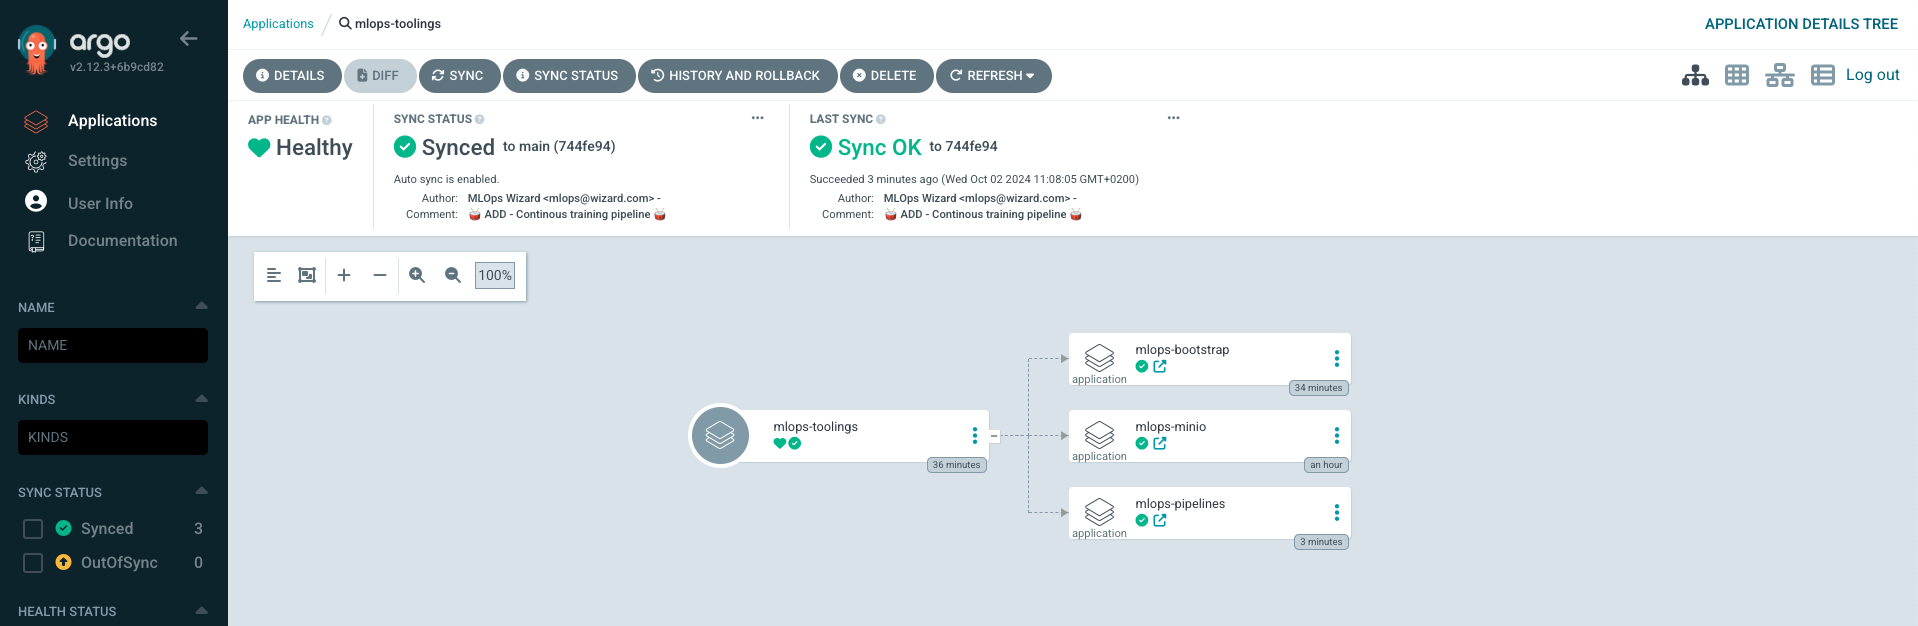 argo
v2.12.3+6b9cd82
Applications
Settings
User Info
Documentation
NAME
NAME
KINDS
KINDS
SYNC STATUS
Synced 3
OutOfSync 0
HEALTH STATUS
Applications / mlops-toolings
APPLICATION DETAILS TREE
DETAILS DIFF SYNC SYNC STATUS HISTORY AND ROLLBACK DELETE REFRESH
Log out
APP HEALTH
Healthy
SYNC STATUS
Synced to main (744fe94)
Auto sync is enabled.
Author: MLOps Wizard <mlops@wizard.com> -
Comment: 🥁 ADD - Continous training pipeline 🥁
LAST SYNC
Sync OK to 744fe94
Succeeded 3 minutes ago (Wed Oct 02 2024 11:08:05 GMT+0200)
Author: MLOps Wizard <mlops@wizard.com> -
Comment: 🥁 ADD - Continous training pipeline 🥁
100%
mlops-toolings
36 minutes
mlops-bootstrap
application
34 minutes
mlops-minio
application
an hour
mlops-pipelines
application
3 minutes